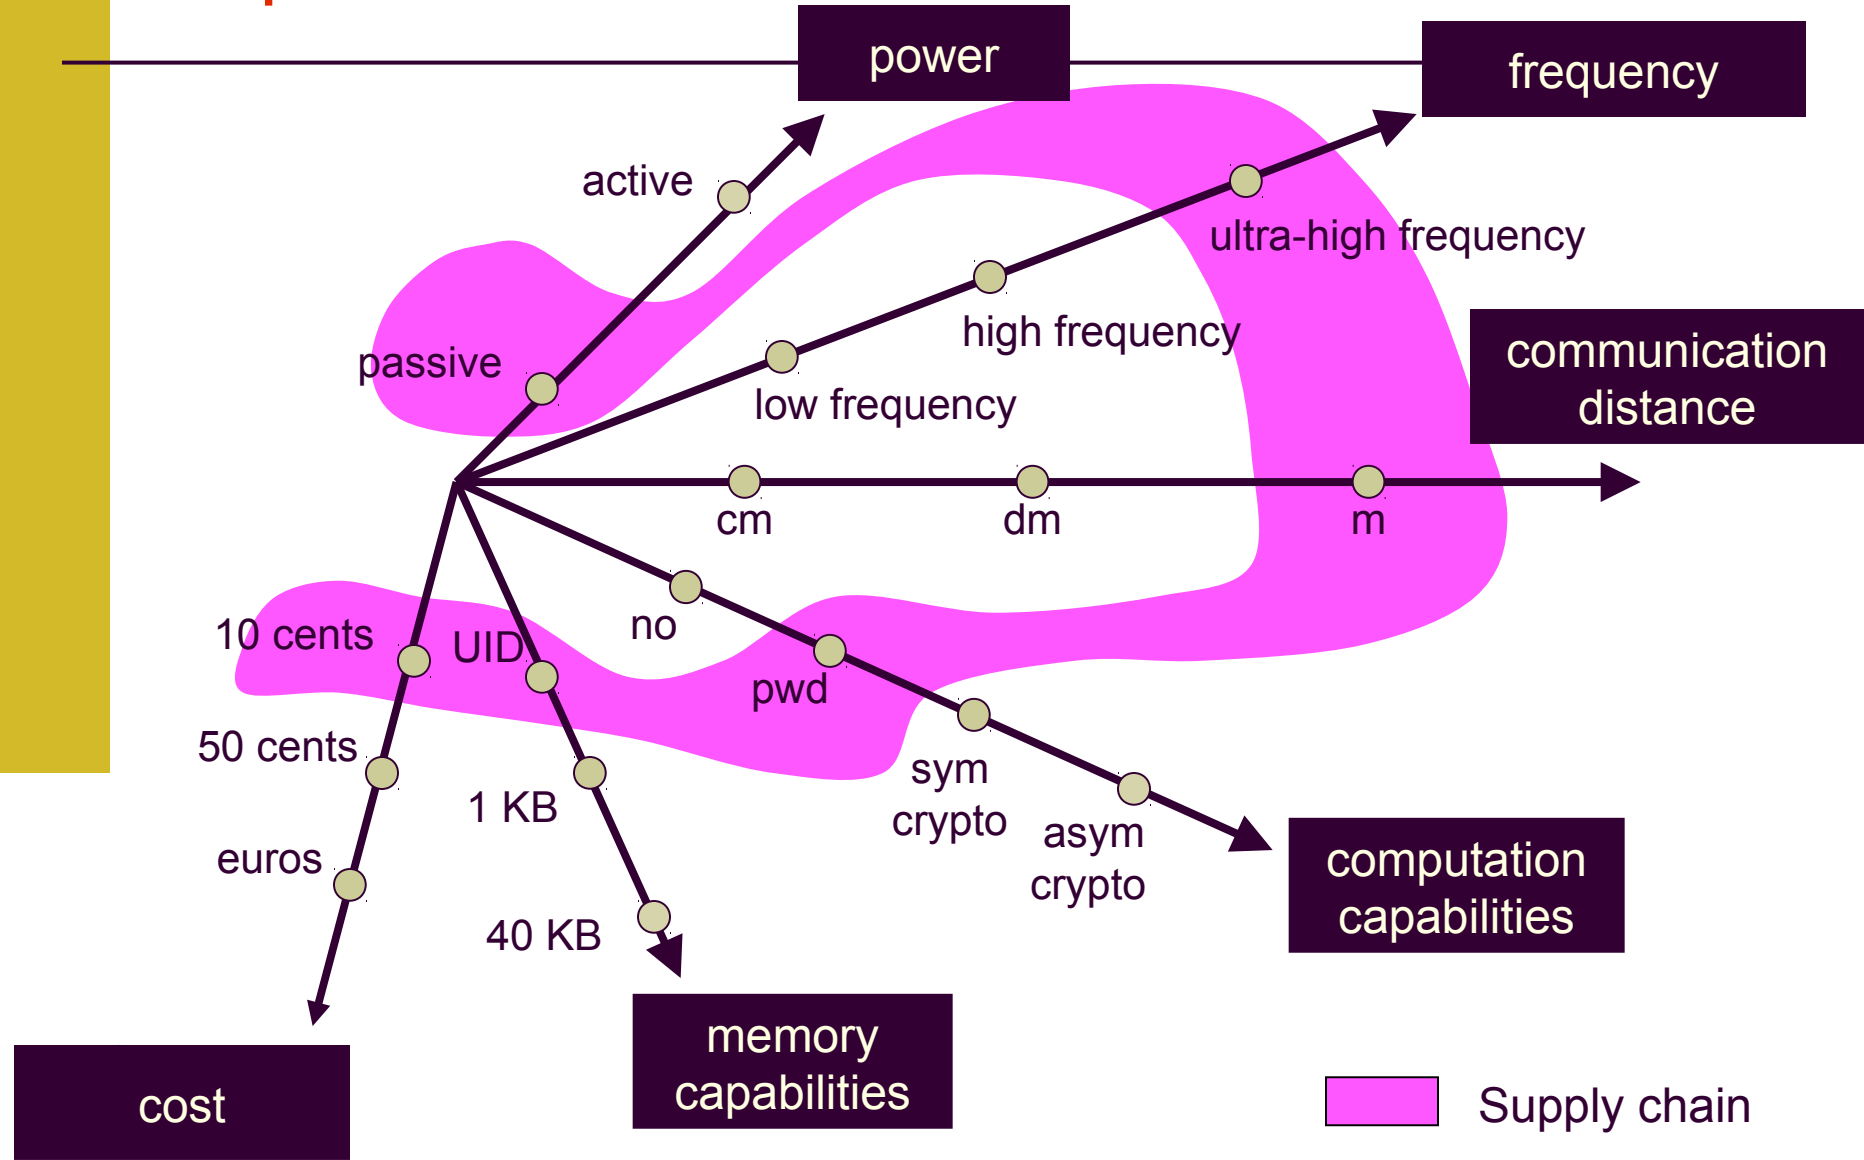 power
frequency
active
ultra-high frequency
high frequency
communication
distance
passive
low frequency
cm
dm
m
no
10 cents
UID
pwd
50 cents
sym
crypto
1 KB
asym
crypto
euros
computation
capabilities
40 KB
memory
capabilities
cost
Supply chain